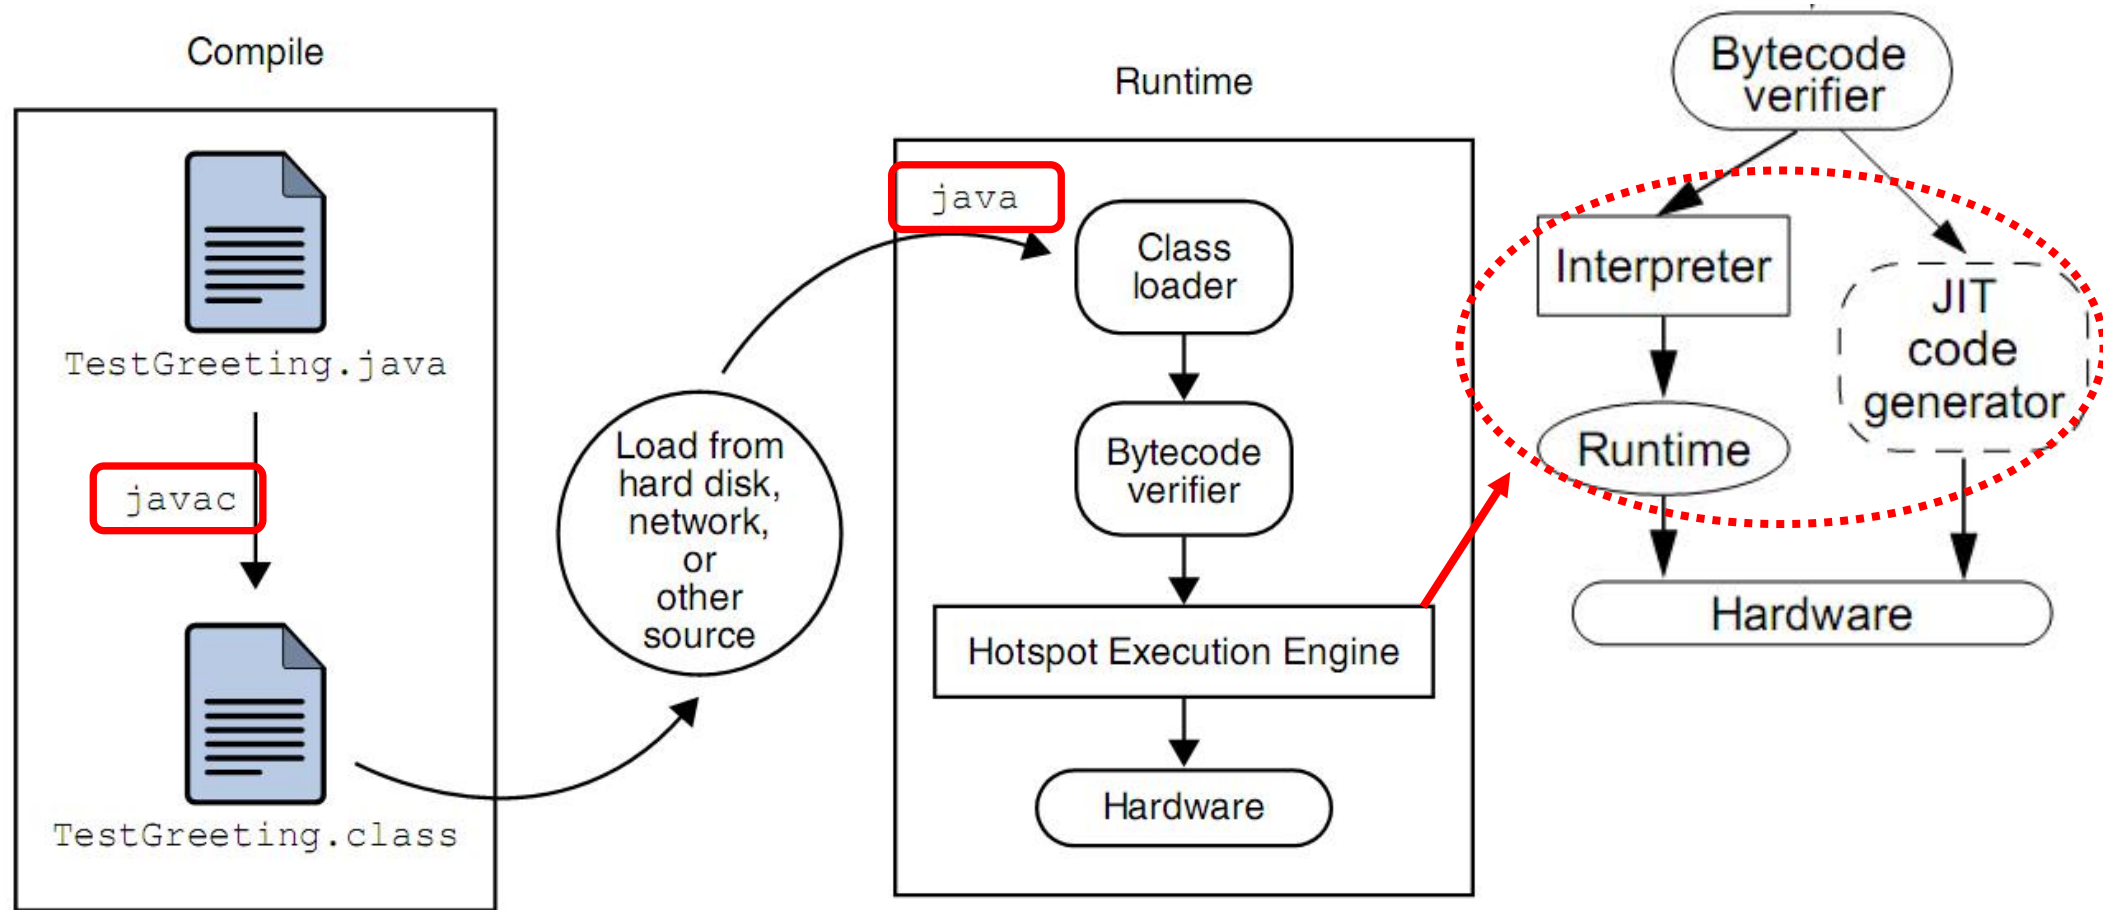 Compile
TestGreeting.java
javac
TestGreeting.class
Load from
hard disk,
network,
or
other
source
Runtime
java
Class
loader
Bytecode
verifier
Hotspot Execution Engine
Hardware
Bytecode
verifier
Interpreter
JIT
code
generator
Runtime
Hardware